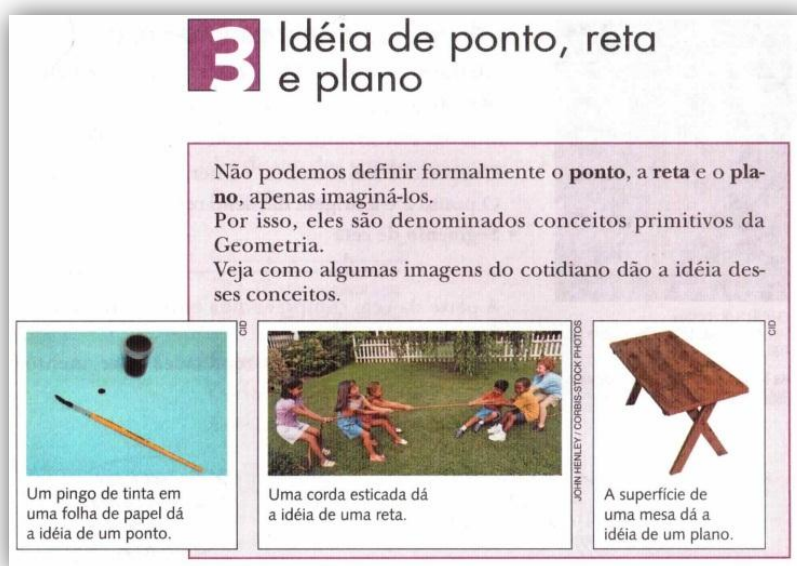 3 Idéia de ponto, reta
e plano
Não podemos definir formalmente o ponto, a reta e o pla-
no, apenas imaginá-los.
Por isso, eles são denominados conceitos primitivos da
Geometria.
Veja como algumas imagens do cotidiano dão a idéia des-
ses conceitos.
CID
Um pingo de tinta em
uma folha de papel dá
a idéia de um ponto.
JOHN HENLEY / CORBIS-STOCK PHOTOS
Uma corda esticada dá
a idéia de uma reta.
CID
A superfície de
uma mesa dá a
idéia de um plano.